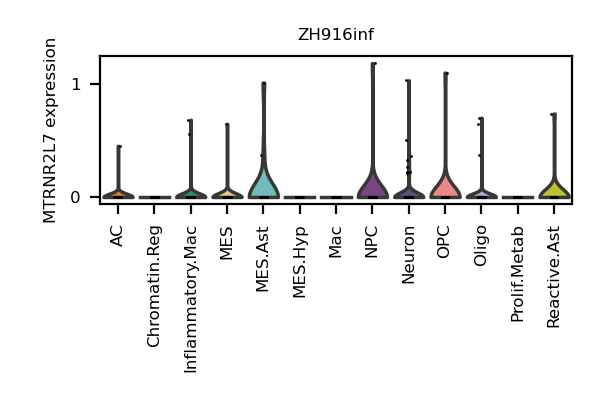 ZH916inf
MTRNR2L7 expression
1
0
AC
Chromatin.Reg
Inflammatory.Mac
MES
MES.Ast
MES.Hyp
Mac
NPC
Neuron
OPC
Oligo
Prolif.Metab
Reactive.Ast